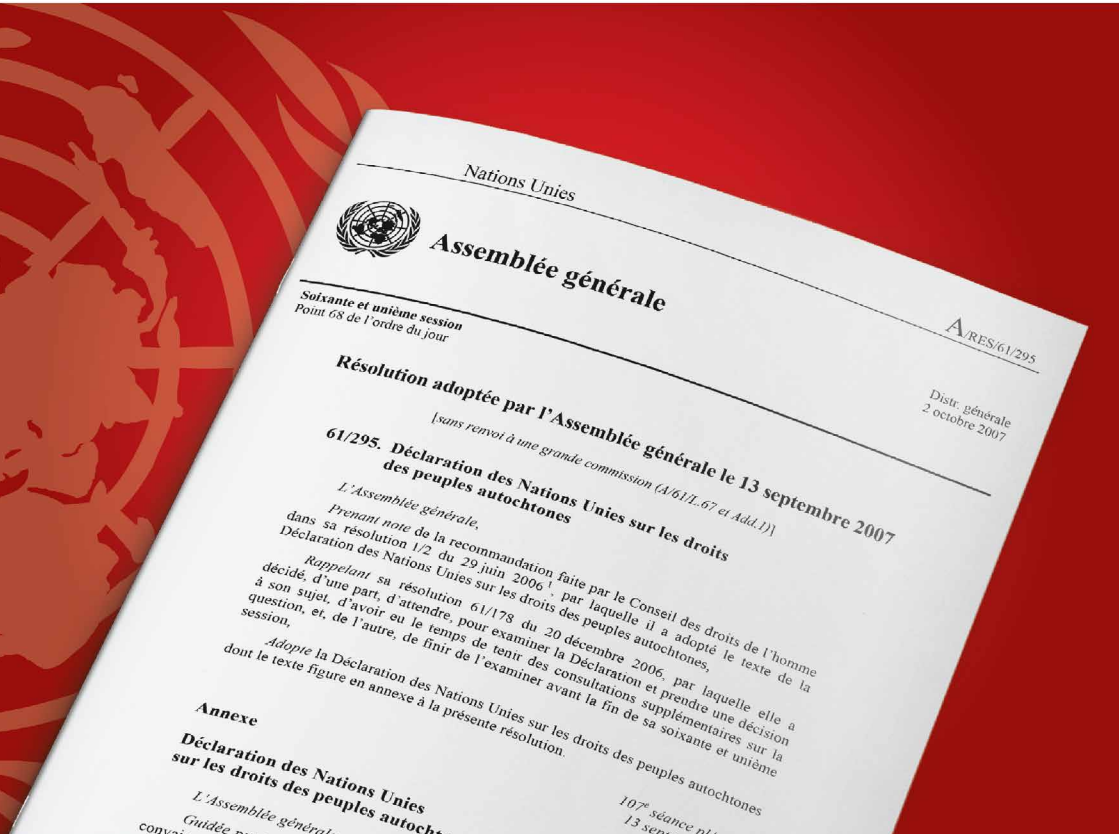 Nations Unies
A/RES/61/295
Assemblée générale
Distr. générale
2 octobre 2007
Soixante et unième session
Point 68 de l'ordre du jour
Résolution adoptée par l'Assemblée générale le 13 septembre 2007
[sans renvoi à une grande commission (A/61/L.67 et Add.1)]
61/295. Déclaration des Nations Unies sur les droits
des peuples autochtones
L'Assemblée générale,
Prenant note de la recommandation faite par le Conseil des droits de l'homme
dans sa résolution 1/2 du 29 juin 2006 1, par laquelle il a adopté le texte de la
Déclaration des Nations Unies sur les droits des peuples autochtones,
Rappelant sa résolution 61/178 du 20 décembre 2006, par laquelle elle a
décidé, d'une part, d'attendre, pour examiner la Déclaration et prendre une décision
à son sujet, d'avoir eu le temps de tenir des consultations supplémentaires sur la
question, et, de l'autre, de finir de l'examiner avant la fin de sa soixante et unième
session,
Adopte la Déclaration des Nations Unies sur les droits des peuples autochtones
dont le texte figure en annexe à la présente résolution.
107e séance
13
Annexe
Déclaration des Nations Unies
sur les droits des peuples
L'Assemblée
Guidée